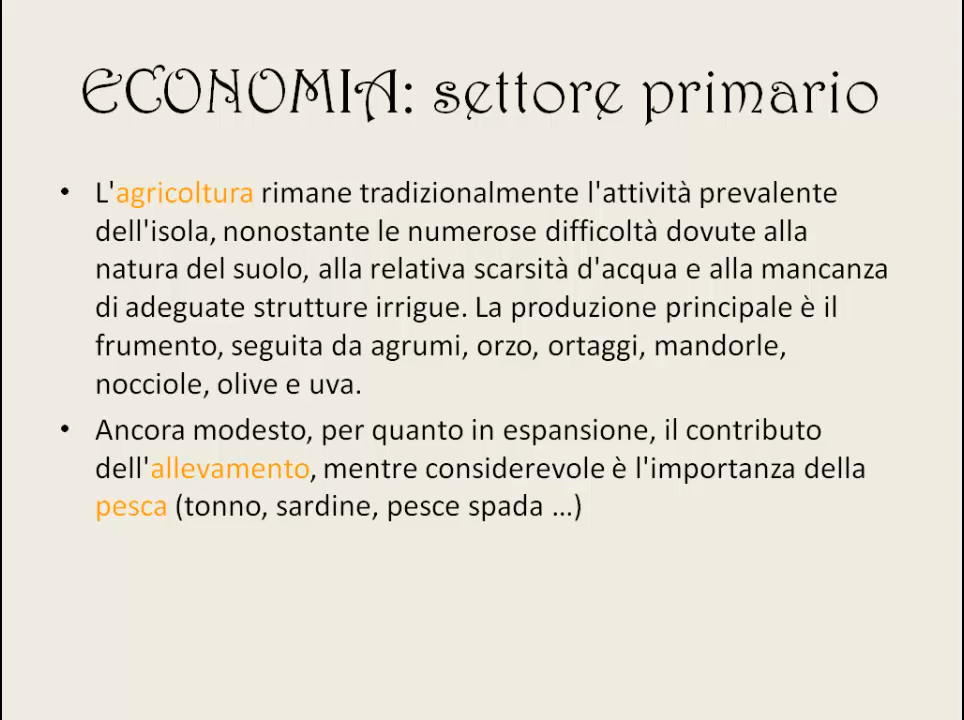 ECONOMIA: settore primario
• L'agricoltura rimane tradizionalmente l'attività prevalente
dell'isola, nonostante le numerose difficoltà dovute alla
natura del suolo, alla relativa scarsità d'acqua e alla mancanza
di adeguate strutture irrigue. La produzione principale è il
frumento, seguita da agrumi, orzo, ortaggi, mandorle,
nocciole, olive e uva.
• Ancora modesto, per quanto in espansione, il contributo
dell'allevamento, mentre considerevole è l'importanza della
pesca (tonno, sardine, pesce spada ...)